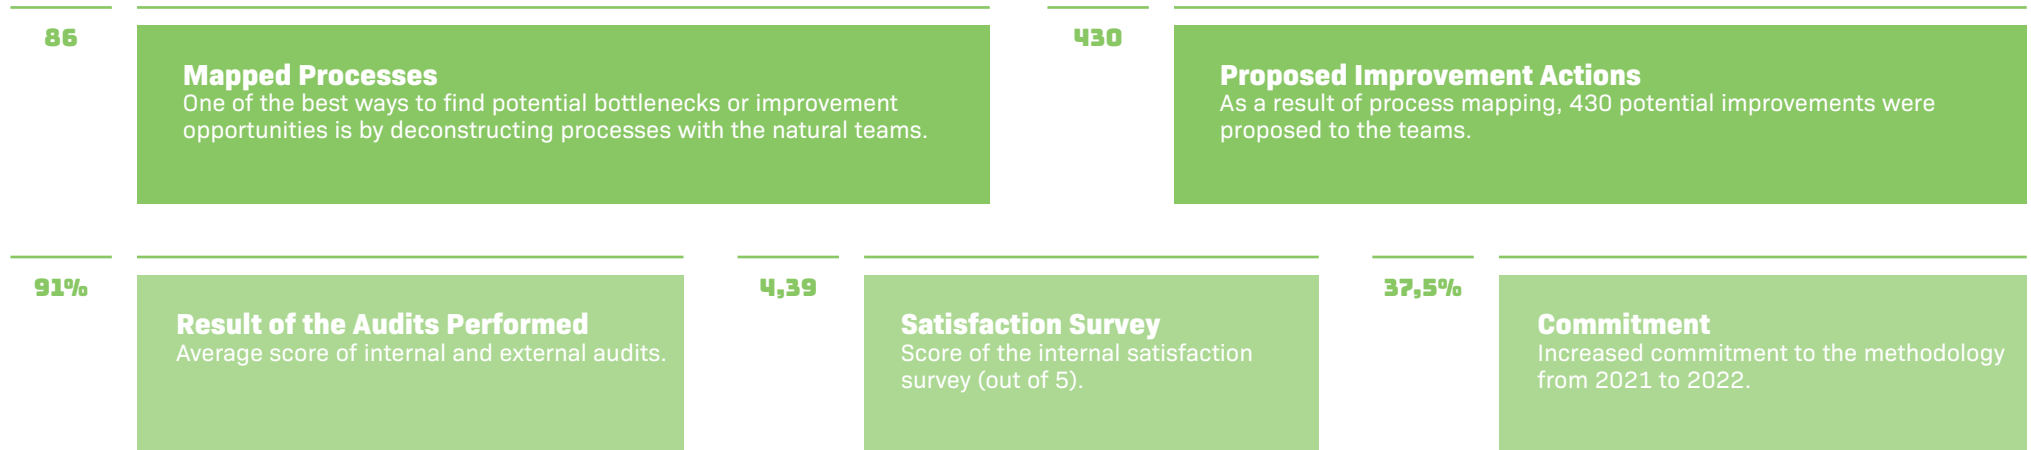 86
Mapped Processes
One of the best ways to find potential bottlenecks or improvement
opportunities is by deconstructing processes with the natural teams.
430
Proposed Improvement Actions
As a result of process mapping, 430 potential improvements were
proposed to the teams.
91%
Result of the Audits Performed
Average score of internal and external audits.
4,39
Satisfaction Survey
Score of the internal satisfaction
survey (out of 5).
37,5%
Commitment
Increased commitment to the methodology
from 2021 to 2022.